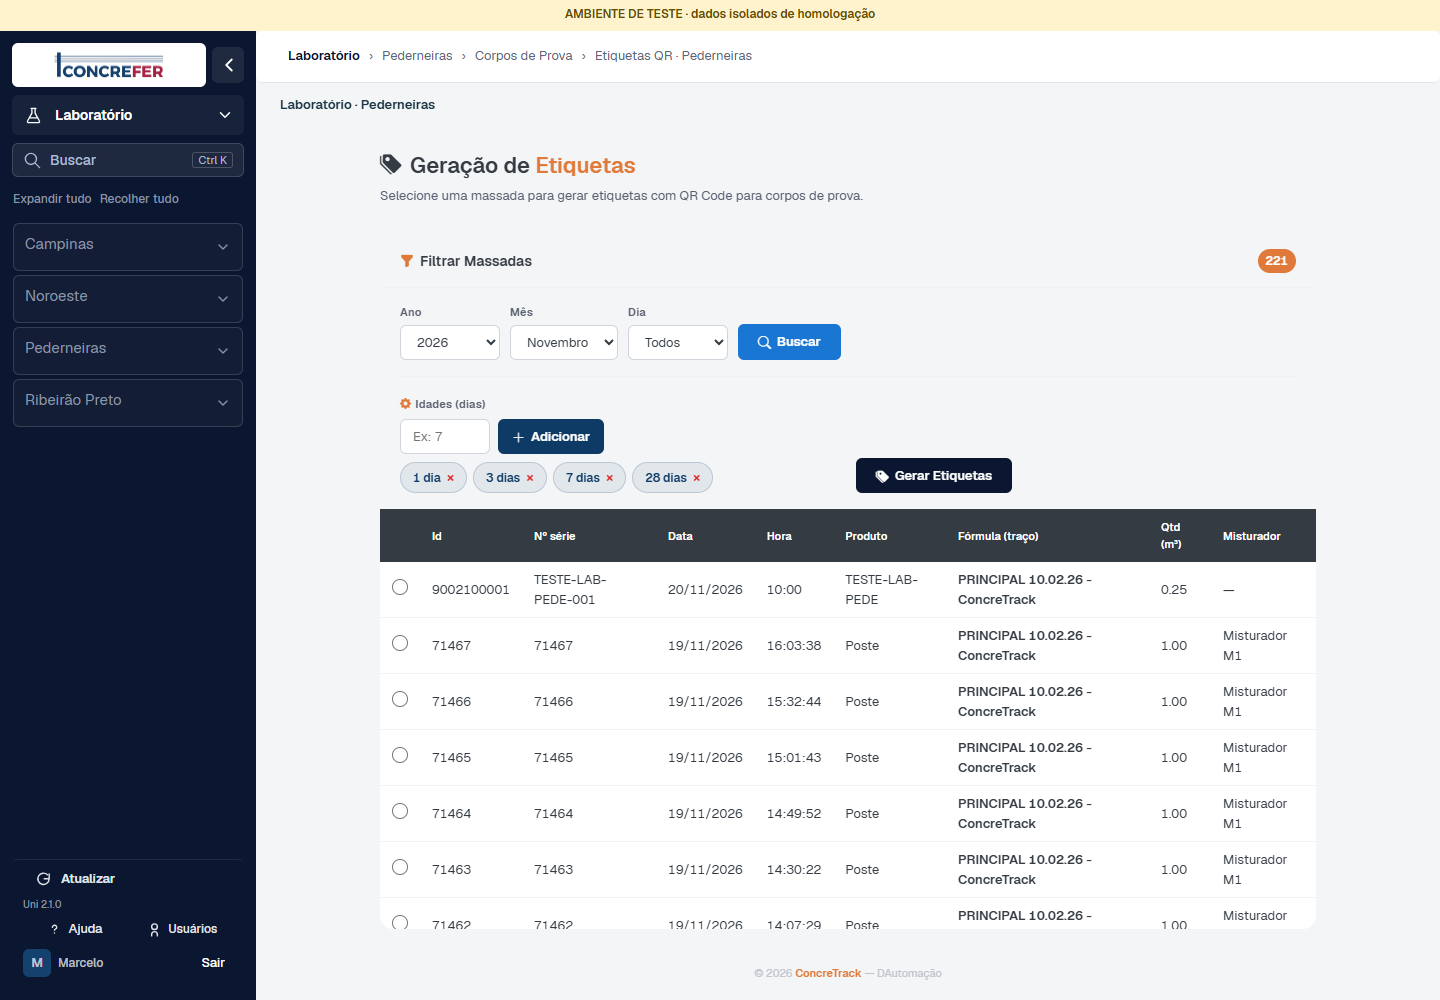 AMBIENTE DE TESTE · dados isolados de homologação
CONCREFER
Laboratório
Buscar Ctrl K
Expandir tudo Recolher tudo
Campinas
Noroeste
Pederneiras
Ribeirão Preto
Atualizar
Uni 2.1.0
? Ajuda Usuários
M Marcelo Sair
Laboratório › Pederneiras › Corpos de Prova › Etiquetas QR · Pederneiras
Laboratório · Pederneiras
Geração de Etiquetas
Selecione uma massada para gerar etiquetas com QR Code para corpos de prova.
Filtrar Massadas 221
Ano Mês Dia
2026 Novembro Todos Buscar
Idades (dias)
Ex: 7 + Adicionar
1 dia × 3 dias × 7 dias × 28 dias × Gerar Etiquetas
Id Nº série Data Hora Produto Fórmula (traço) Qtd (m³) Misturador
9002100001 TESTE-LAB-PEDE-001 20/11/2026 10:00 TESTE-LAB-PEDE PRINCIPAL 10.02.26 - ConcreTrack 0.25 —
71467 71467 19/11/2026 16:03:38 Poste PRINCIPAL 10.02.26 - ConcreTrack 1.00 Misturador M1
71466 71466 19/11/2026 15:32:44 Poste PRINCIPAL 10.02.26 - ConcreTrack 1.00 Misturador M1
71465 71465 19/11/2026 15:01:43 Poste PRINCIPAL 10.02.26 - ConcreTrack 1.00 Misturador M1
71464 71464 19/11/2026 14:49:52 Poste PRINCIPAL 10.02.26 - ConcreTrack 1.00 Misturador M1
71463 71463 19/11/2026 14:30:22 Poste PRINCIPAL 10.02.26 - ConcreTrack 1.00 Misturador M1
71462 71462 19/11/2026 14:07:29 Poste PRINCIPAL 10.02.26 - 1.00 Misturador
© 2026 ConcreTrack — DAutomação